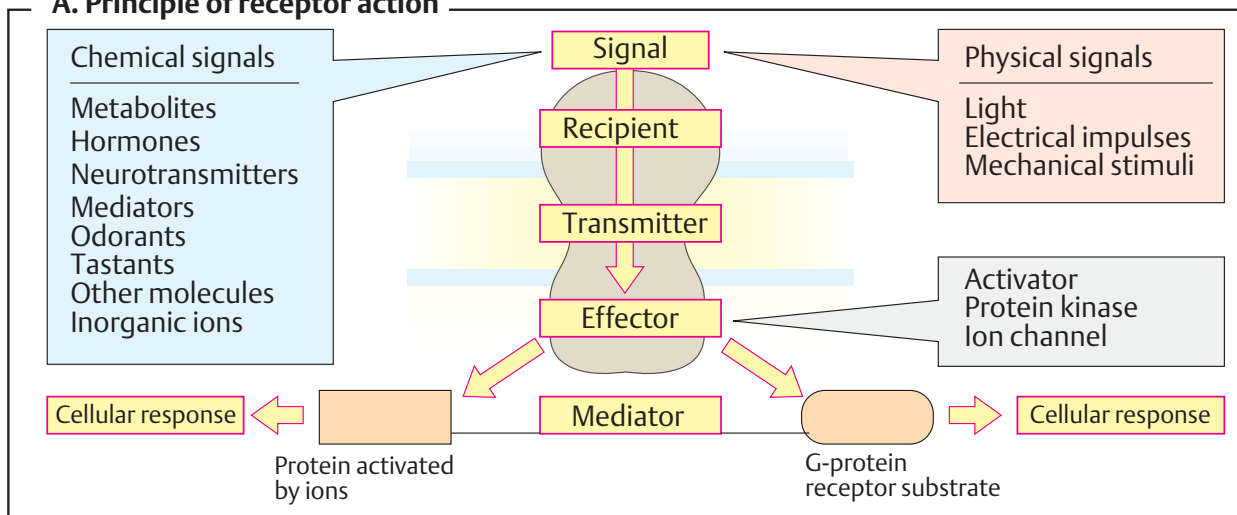 A. Principle of receptor action
Chemical signals
Metabolites
Hormones
Neurotransmitters
Mediators
Odorants
Tastants
Other molecules
Inorganic ions
Signal
Recipient
Transmitter
Effector
Physical signals
Light
Electrical impulses
Mechanical stimuli
Activator
Protein kinase
Ion channel
Cellular response
Mediator
Cellular response
Protein activated
by ions
G-protein
receptor substrate